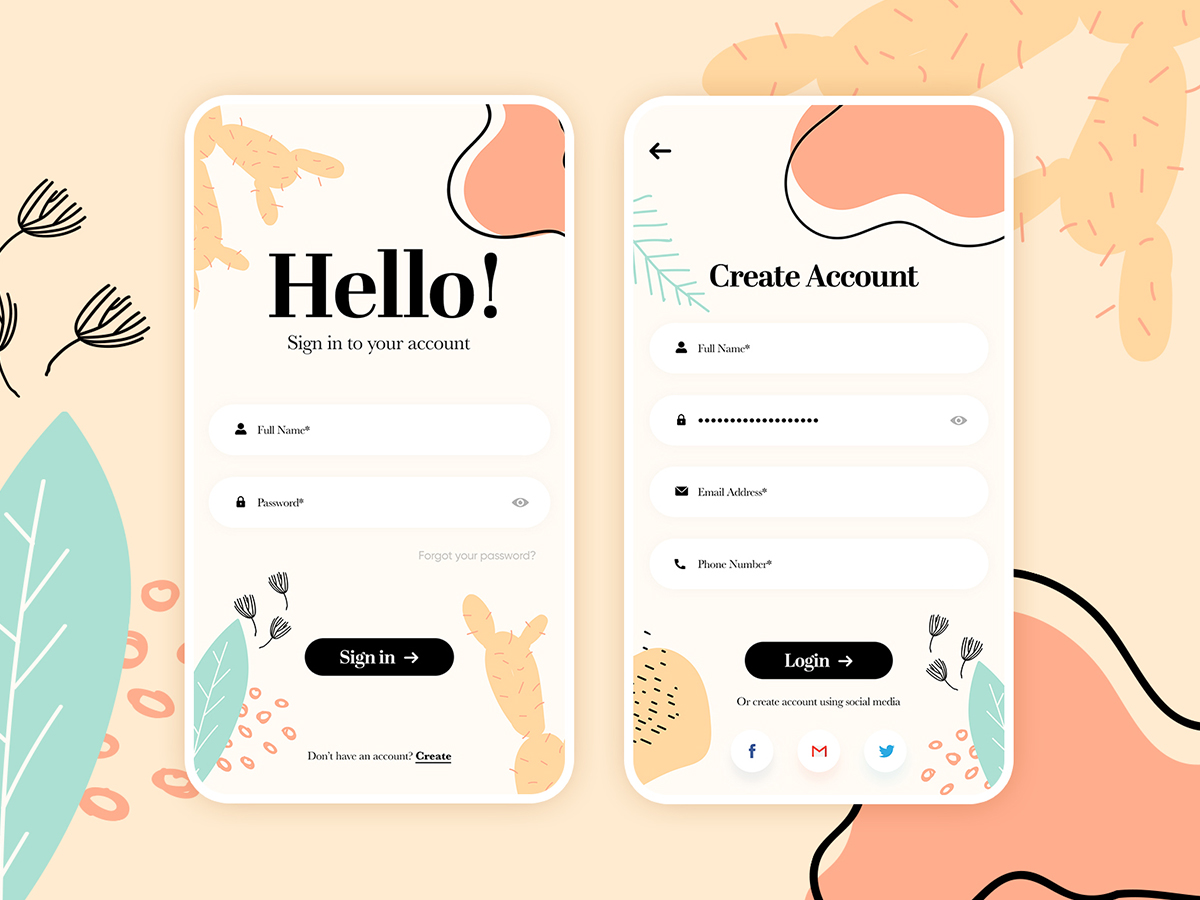 Hello!
Sign in to your account
Full Name*
Password*
Forgot your password?
Sign in
Don't have an account? Create
Create Account
Full Name*
Email Address*
Phone Number*
Login
Or create account using social media